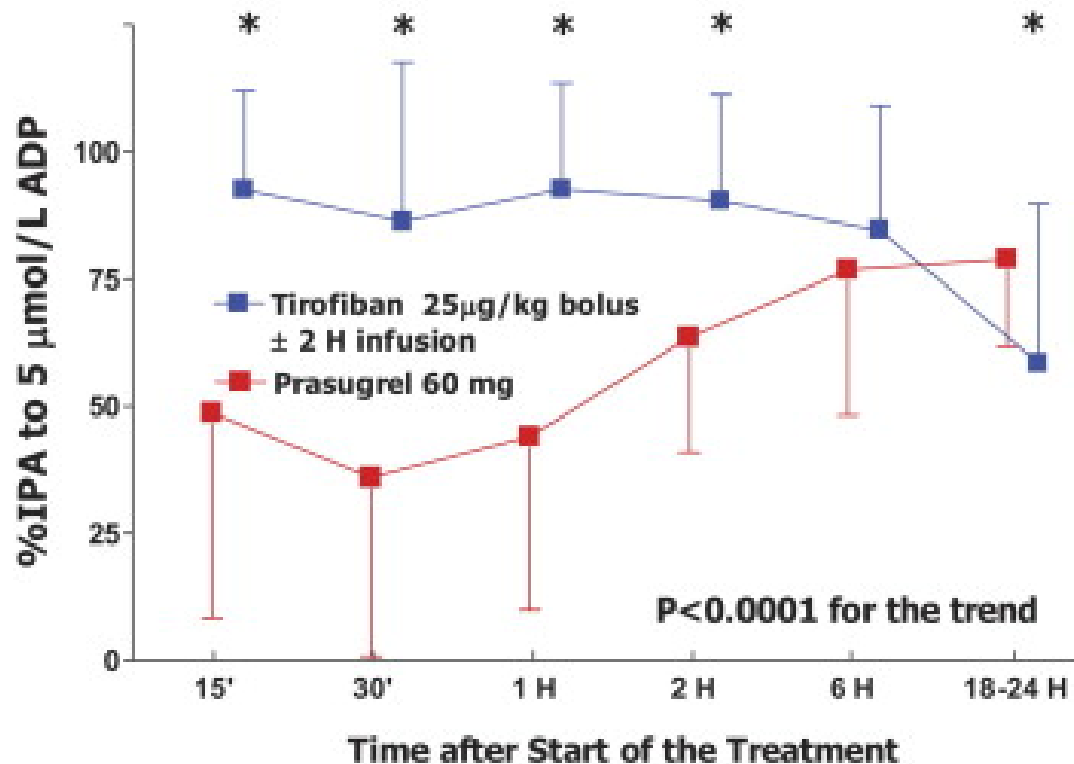 * * * * *
%IPA to 5 μmol/L ADP
100
75
50
25
0
Tirofiban 25μg/kg bolus
± 2 H infusion
Prasugrel 60 mg
P<0.0001 for the trend
15' 30' 1 H 2 H 6 H 18-24 H
Time after Start of the Treatment